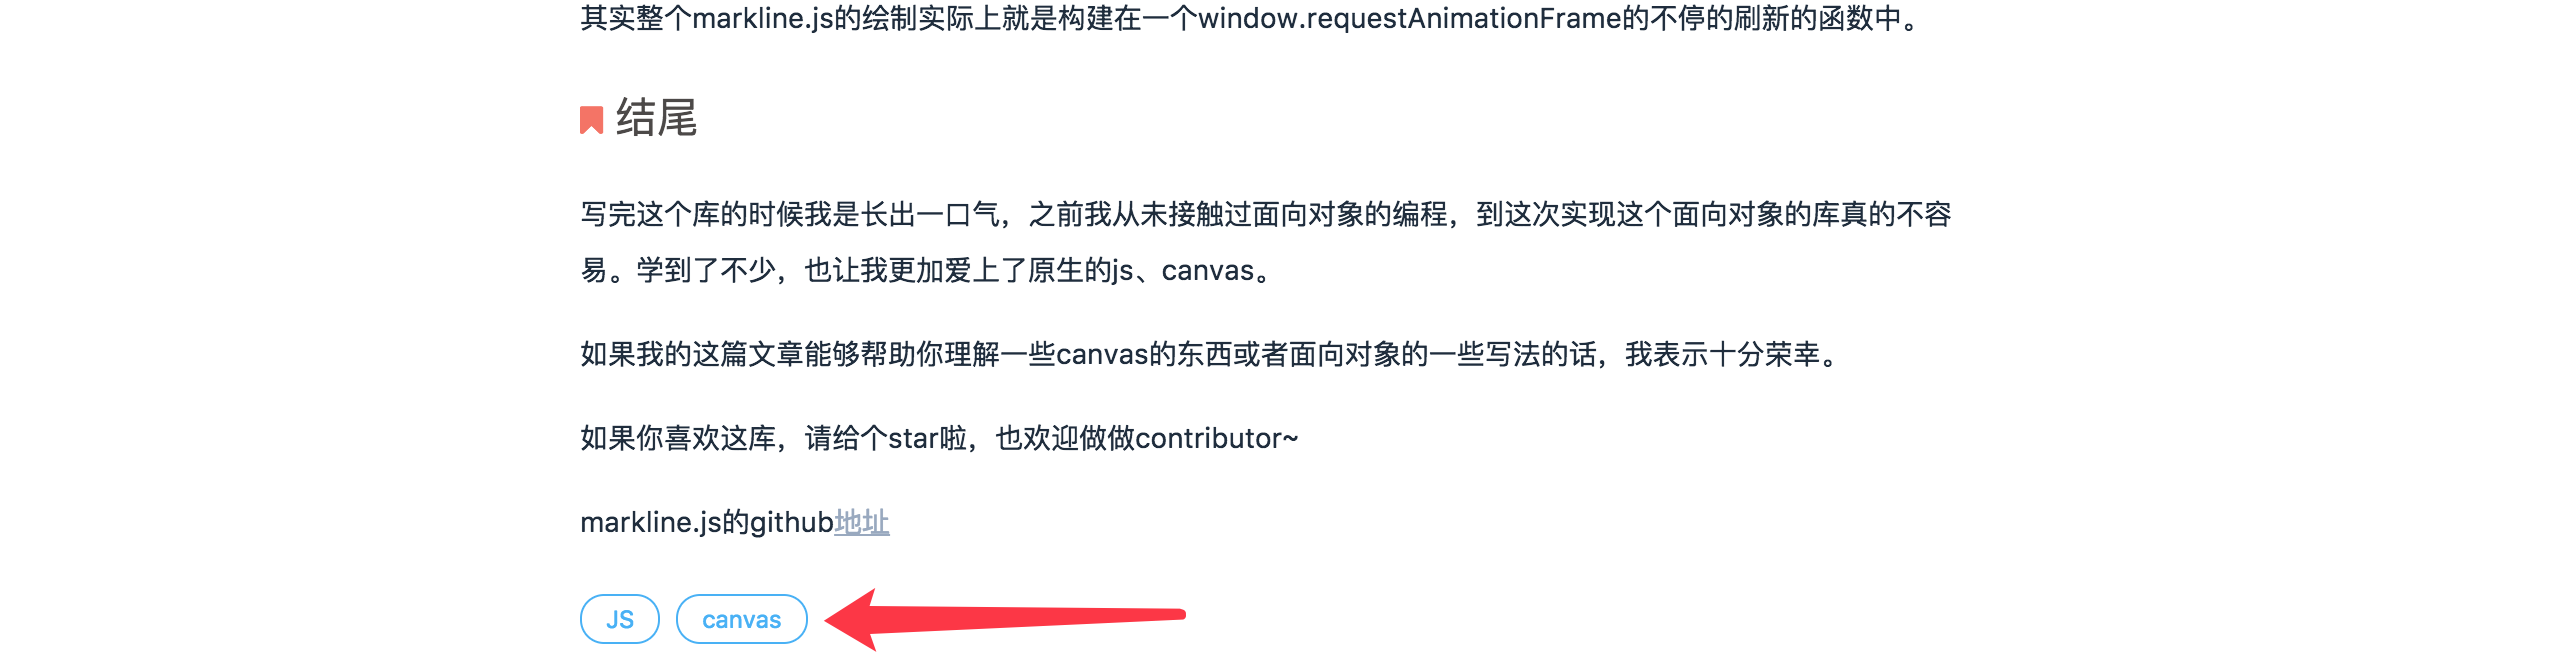 其实整个markline.js的绘制实际上就是构建在一个window.requestAnimationFrame的不停的刷新的函数中。
结尾
写完这个库的时候我是长出一口气，之前我从未接触过面向对象的编程，到这次实现这个面向对象的库真的不容
易。学到了不少，也让我更加爱上了原生的js、canvas。
如果我的这篇文章能够帮助你理解一些canvas的东西或者面向对象的一些写法的话，我表示十分荣幸。
如果你喜欢这库，请给个star啦，也欢迎做做contributor~
markline.js的github地址
JS canvas